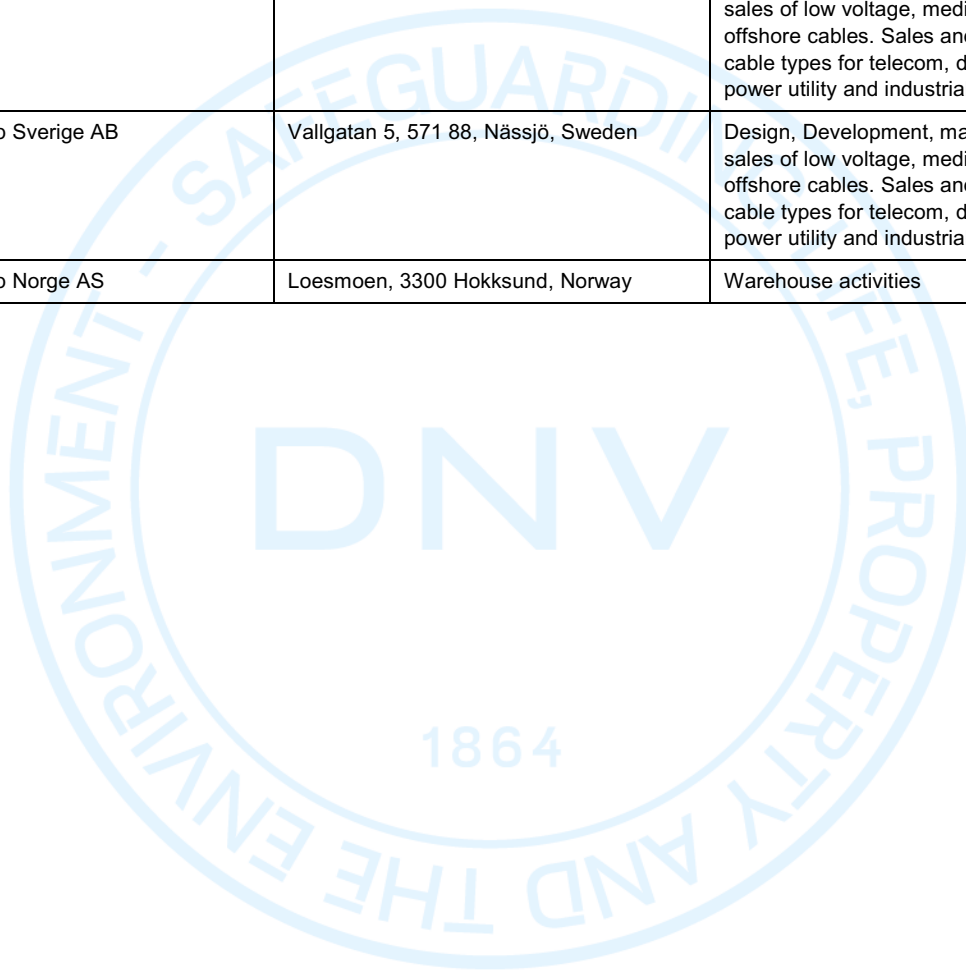 sales of low voltage, medi
offshore cables. Sales an
cable types for telecom, d
power utility and industria
Sverige AB
Vallgatan 5, 571 88, Nässjö, Sweden
Design, Development, ma
sales of low voltage, medi
offshore cables. Sales an
cable types for telecom, d
power utility and industria
Norge AS
Loesmoen, 3300 Hokksund, Norway
Warehouse activities
SAFEGUARDING LIFE, PROPERTY AND THE ENVIRONMENT –
DNV
1864